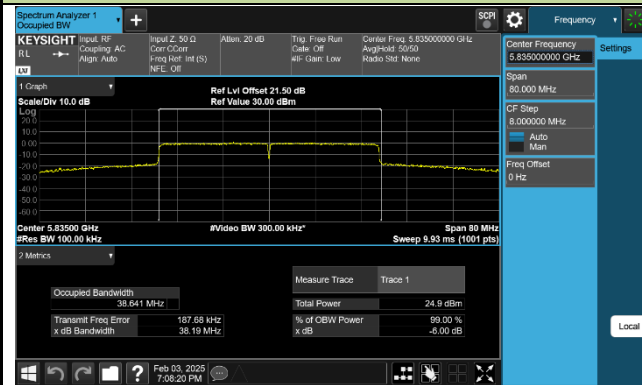 Spectrum Analyzer 1
Occupied BW
SCPI
Frequency
KEYSIGHT
RL
LXI
Input: RF
Coupling: AC
Align: Auto
Input Z: 50 Ω
Corr CCorr
Freq Ref: Int (S)
NFE: Off
Atten: 20 dB
Trig: Free Run
Gate: Off
#IF Gain: Low
Center Freq: 5.835000000 GHz
Avg|Hold: 50/50
Radio Std: None
Center Frequency
5.835000000 GHz
Settings
Span
80.000 MHz
CF Step
8.000000 MHz
Auto
Man
Freq Offset
0 Hz
Local
1 Graph
Scale/Div 10.0 dB
Ref Lvl Offset 21.50 dB
Ref Value 30.00 dBm
Log
20.0
10.0
0.00
-10.0
-20.0
-30.0
-40.0
-50.0
-60.0
Center 5.83500 GHz
#Res BW 100.00 kHz
#Video BW 300.00 kHz*
Span 80 MHz
Sweep 9.93 ms (1001 pts)
2 Metrics
Measure Trace
Trace 1
Occupied Bandwidth
38.641 MHz
Total Power
24.9 dBm
Transmit Freq Error
187.68 kHz
% of OBW Power
99.00 %
x dB Bandwidth
38.19 MHz
x dB
-6.00 dB
Feb 03, 2025
7:08:20 PM